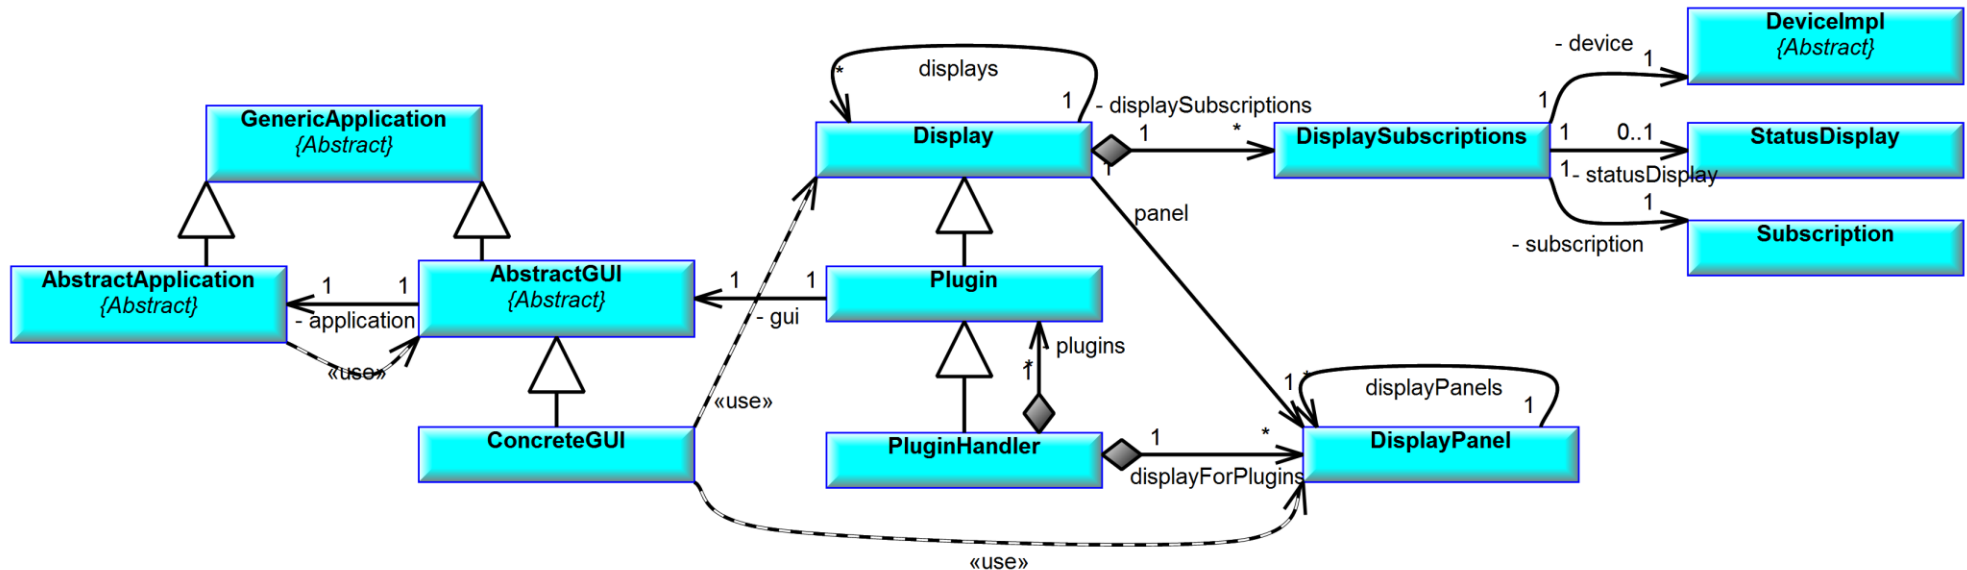 DeviceImpl
{Abstract}
- device
1
displays
*
1
- displaySubscriptions
1
GenericApplication
{Abstract}
Display
1
*
1
DisplaySubscriptions
1
0..1
StatusDisplay
1
- statusDisplay
panel
1
Subscription
- subscription
AbstractApplication
{Abstract}
1
1
- application
«use»
AbstractGUI
{Abstract}
1
1
- gui
Plugin
- plugins
*
1
«use»
1
*
displayPanels
1
ConcreteGUI
PluginHandler
1
*
displayForPlugins
DisplayPanel
«use»